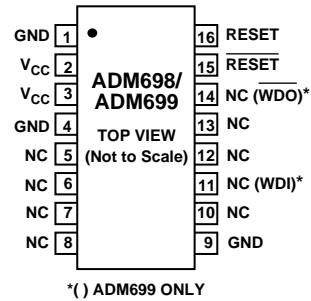 GND 1 16 RESET
VCC 2 15 RESET
VCC 3 14 NC (WDO)*
GND 4 13 NC
NC 5 12 NC
NC 6 11 NC (WDI)*
NC 7 10 NC
NC 8 9 GND
ADM698/
ADM699
TOP VIEW
(Not to Scale)
*( ) ADM699 ONLY